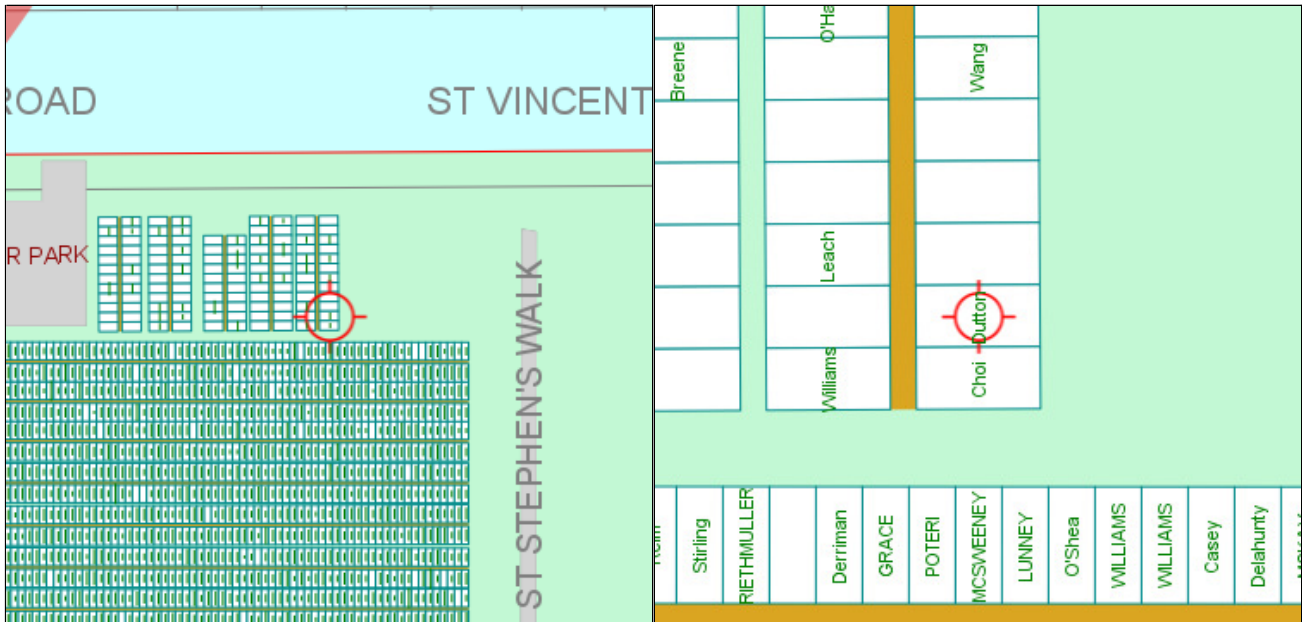 ROAD
ST VINCENT
R PARK
ST STEPHEN'S WALK
Breene
O'Ha
Wang
Leach
Dutton
Williams
Choi
Stirling
RIETHMULLER
Derriman
GRACE
POTERI
MCSWEENEY
LUNNEY
O'Shea
WILLIAMS
WILLIAMS
Casey
Delahunty